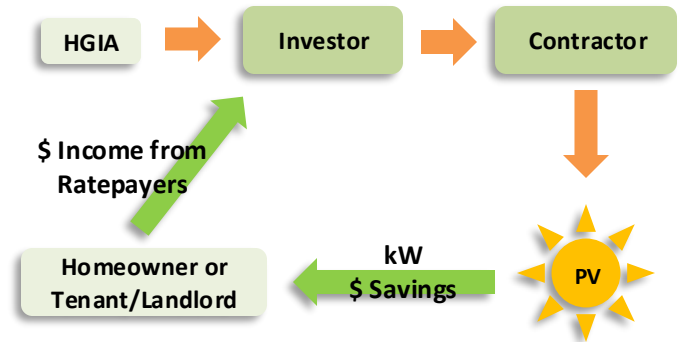 HGIA
Investor
Contractor
$ Income from
Ratepayers
Homeowner or
Tenant/Landlord
kW
$ Savings
PV